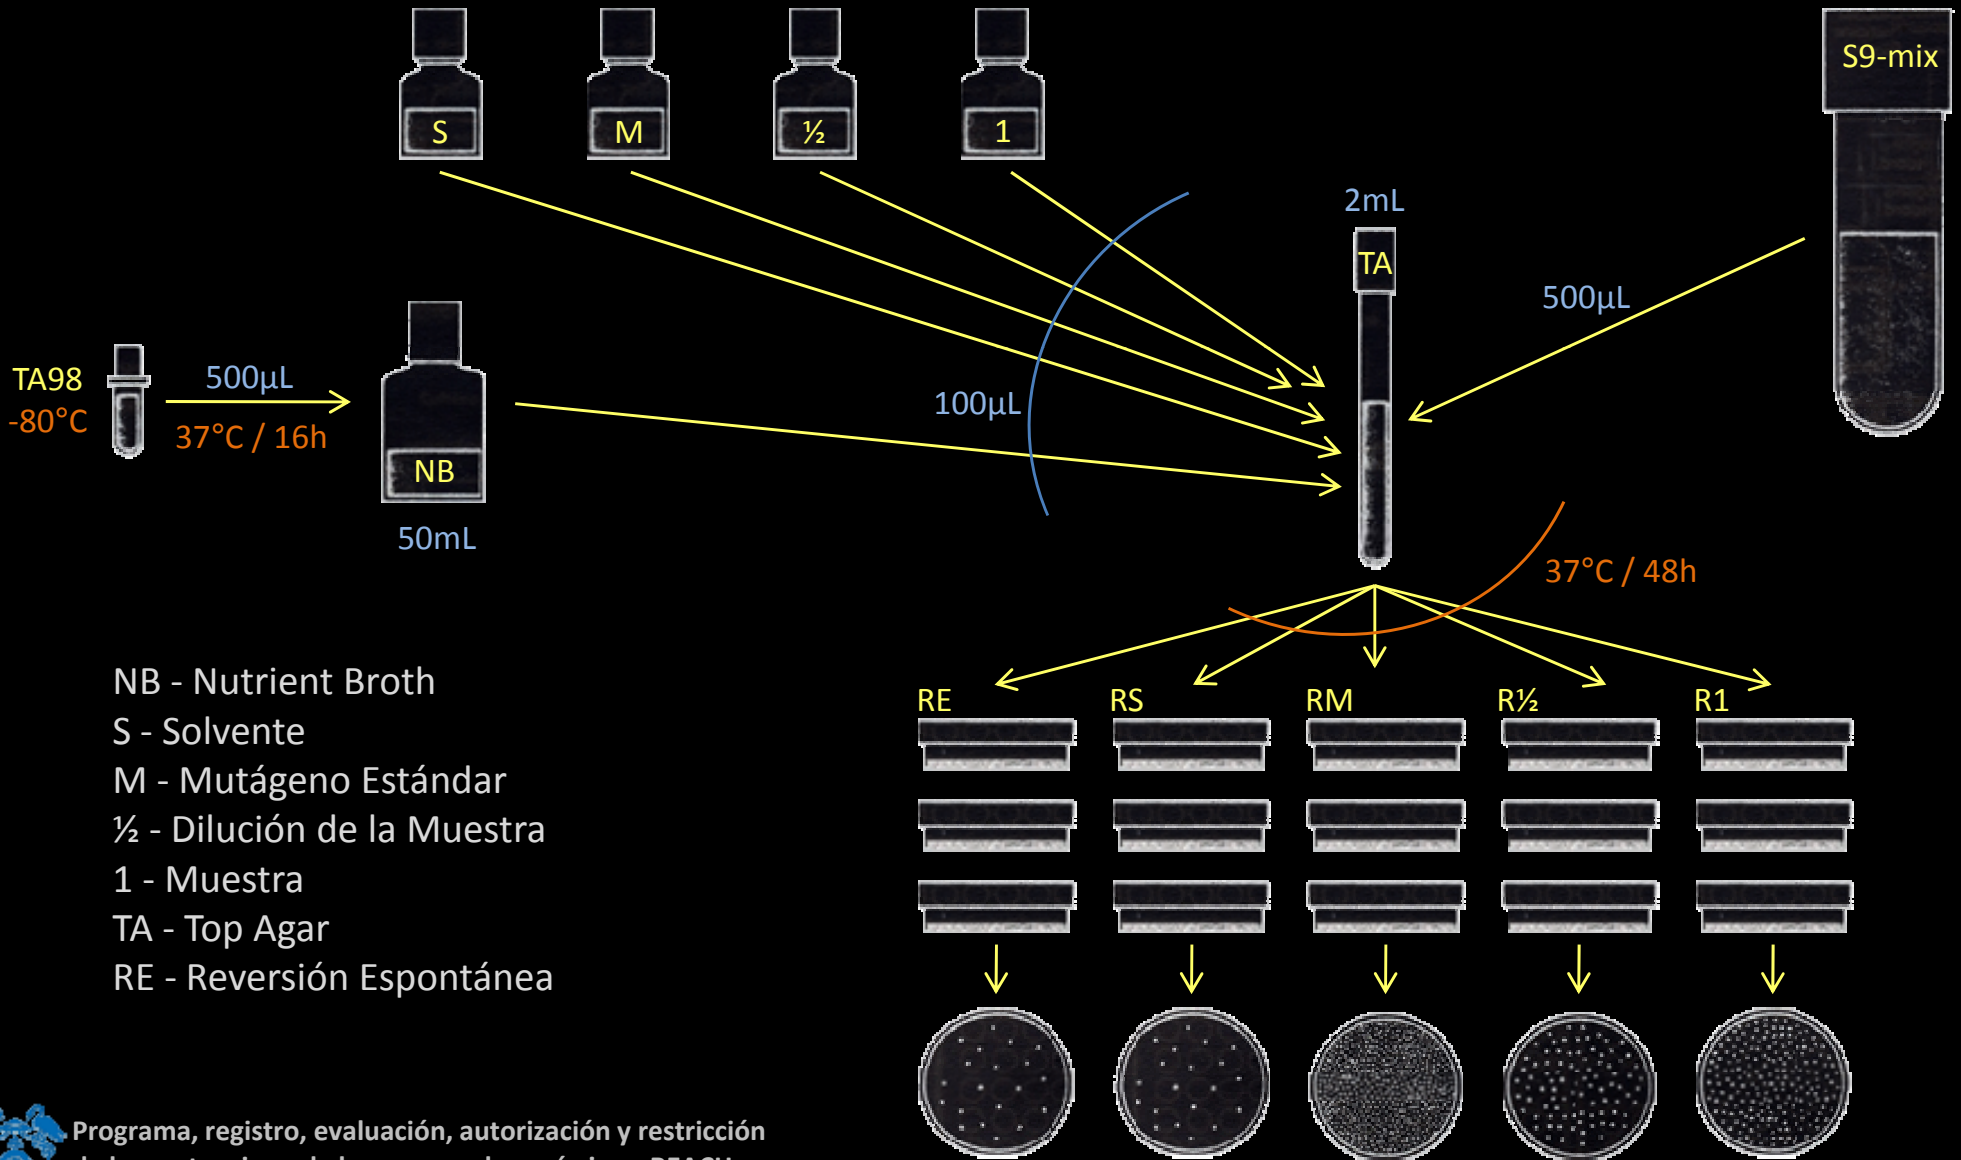 S
M
½
1
S9-mix
2mL
TA
500µL
TA98
-80°C
500µL
37°C / 16h
NB
50mL
100µL
37°C / 48h
NB - Nutrient Broth
S - Solvente
M - Mutágeno Estándar
½ - Dilución de la Muestra
1 - Muestra
TA - Top Agar
RE - Reversión Espontánea
RE
RS
RM
R½
R1
Programa, registro, evaluación, autorización y restricción